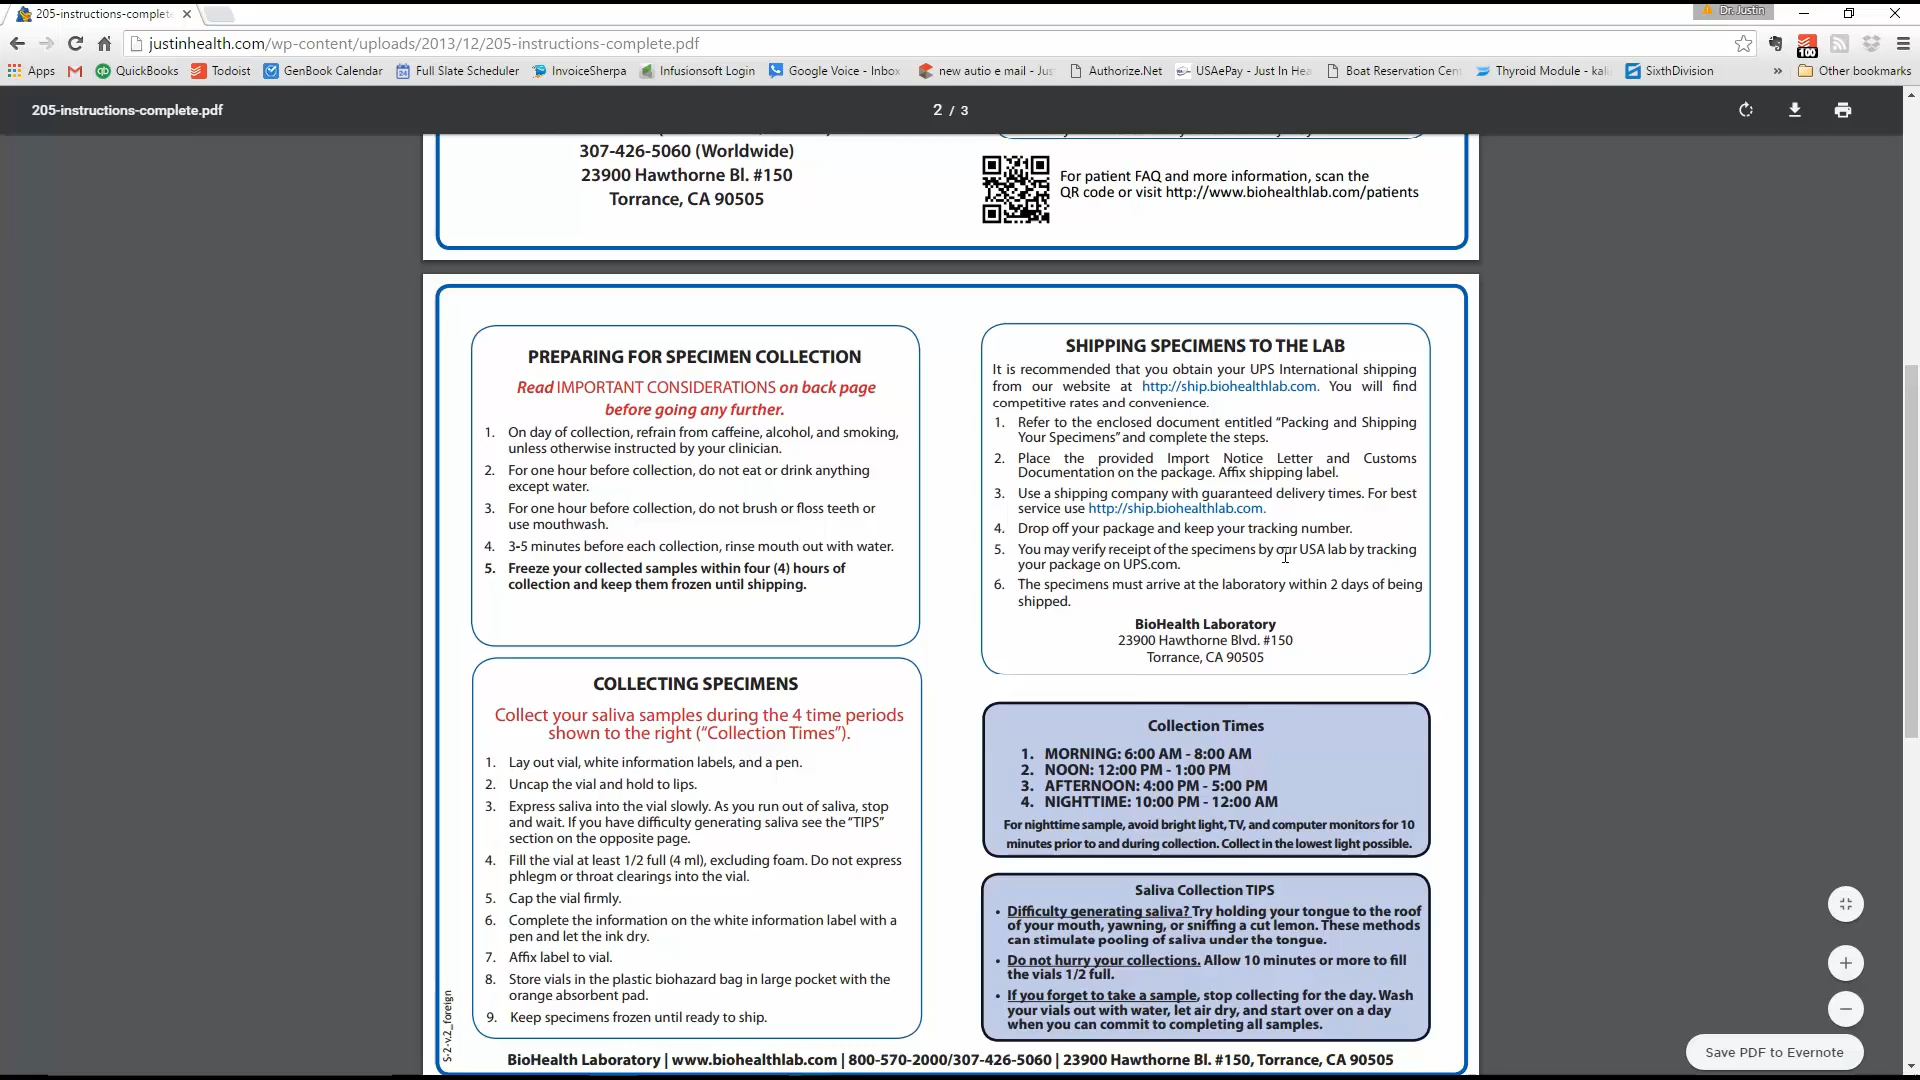 205-instructions-complete
Dr. Justin
justinhealth.com/wp-content/uploads/2013/12/205-instructions-complete.pdf
100
Apps
QuickBooks
Todoist
GenBook Calendar
Full Slate Scheduler
InvoiceSherpa
Infusionsoft Login
Google Voice - Inbox
new autio e mail - Jus
Authorize.Net
USAePay - Just In Hea
Boat Reservation Cen
Thyroid Module - kali
SixthDivision
»
Other bookmarks
205-instructions-complete.pdf
2 / 3
307-426-5060 (Worldwide)
23900 Hawthorne Bl. #150
Torrance, CA 90505
For patient FAQ and more information, scan the
QR code or visit http://www.biohealthlab.com/patients
PREPARING FOR SPECIMEN COLLECTION
Read IMPORTANT CONSIDERATIONS on back page
before going any further.
1. On day of collection, refrain from caffeine, alcohol, and smoking,
unless otherwise instructed by your clinician.
2. For one hour before collection, do not eat or drink anything
except water.
3. For one hour before collection, do not brush or floss teeth or
use mouthwash.
4. 3-5 minutes before each collection, rinse mouth out with water.
5. Freeze your collected samples within four (4) hours of
collection and keep them frozen until shipping.
COLLECTING SPECIMENS
Collect your saliva samples during the 4 time periods
shown to the right ("Collection Times").
1. Lay out vial, white information labels, and a pen.
2. Uncap the vial and hold to lips.
3. Express saliva into the vial slowly. As you run out of saliva, stop
and wait. If you have difficulty generating saliva see the "TIPS"
section on the opposite page.
4. Fill the vial at least 1/2 full (4 ml), excluding foam. Do not express
phlegm or throat clearings into the vial.
5. Cap the vial firmly.
6. Complete the information on the white information label with a
pen and let the ink dry.
7. Affix label to vial.
8. Store vials in the plastic biohazard bag in large pocket with the
orange absorbent pad.
9. Keep specimens frozen until ready to ship.
S-2-v.2_foreign
SHIPPING SPECIMENS TO THE LAB
It is recommended that you obtain your UPS International shipping
from our website at http://ship.biohealthlab.com. You will find
competitive rates and convenience.
1. Refer to the enclosed document entitled "Packing and Shipping
Your Specimens" and complete the steps.
2. Place the provided Import Notice Letter and Customs
Documentation on the package. Affix shipping label.
3. Use a shipping company with guaranteed delivery times. For best
service use http://ship.biohealthlab.com.
4. Drop off your package and keep your tracking number.
5. You may verify receipt of the specimens by our USA lab by tracking
your package on UPS.com.
6. The specimens must arrive at the laboratory within 2 days of being
shipped.
BioHealth Laboratory
23900 Hawthorne Blvd. #150
Torrance, CA 90505
Collection Times
1. MORNING: 6:00 AM - 8:00 AM
2. NOON: 12:00 PM - 1:00 PM
3. AFTERNOON: 4:00 PM - 5:00 PM
4. NIGHTTIME: 10:00 PM - 12:00 AM
For nighttime sample, avoid bright light, TV, and computer monitors for 10
minutes prior to and during collection. Collect in the lowest light possible.
Saliva Collection TIPS
• Difficulty generating saliva? Try holding your tongue to the roof
of your mouth, yawning, or sniffing a cut lemon. These methods
can stimulate pooling of saliva under the tongue.
• Do not hurry your collections. Allow 10 minutes or more to fill
the vials 1/2 full.
• If you forget to take a sample, stop collecting for the day. Wash
your vials out with water, let air dry, and start over on a day
when you can commit to completing all samples.
BioHealth Laboratory | www.biohealthlab.com | 800-570-2000/307-426-5060 | 23900 Hawthorne Bl. #150, Torrance, CA 90505
Save PDF to Evernote